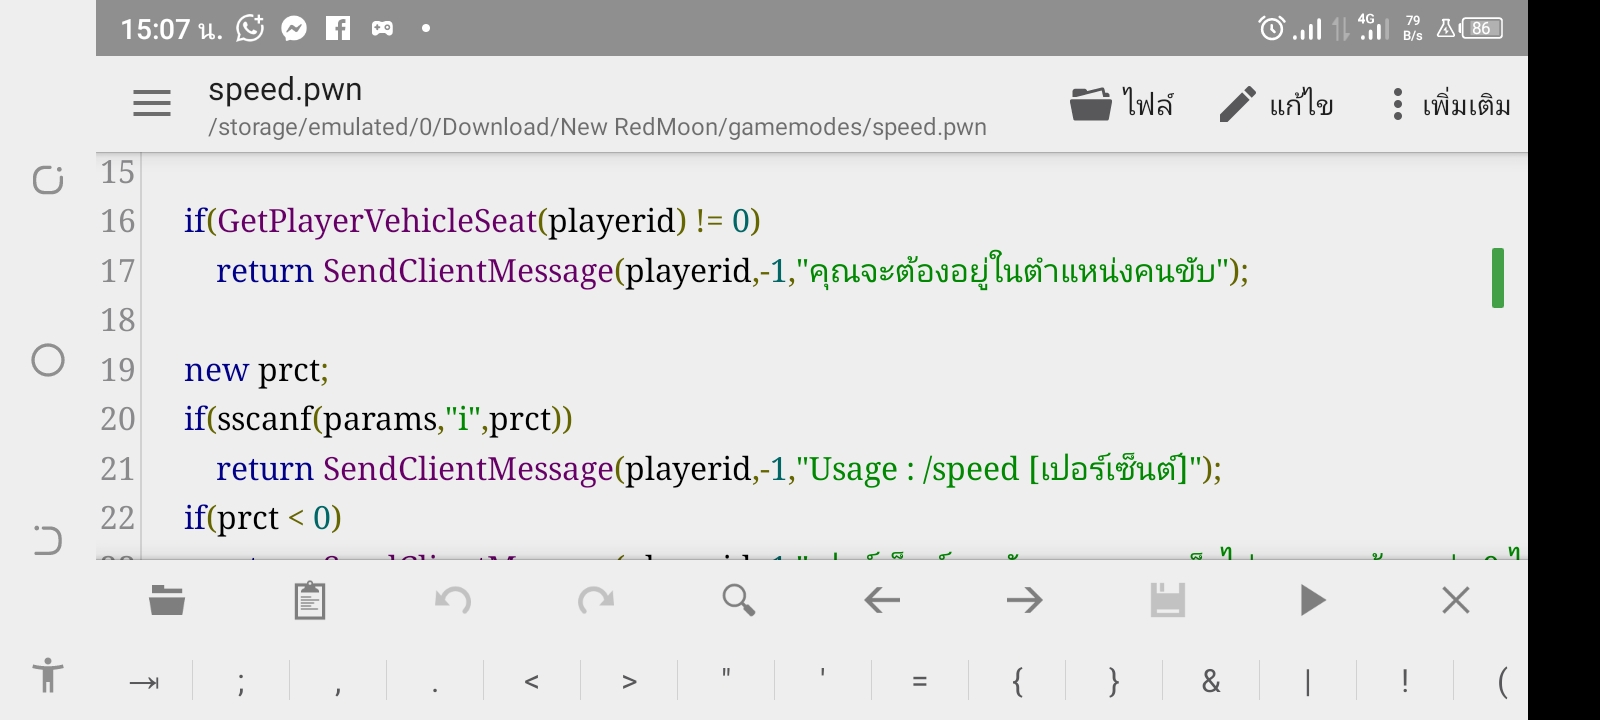 15:07 น.
4G 79 B/s 86
speed.pwn
/storage/emulated/0/Download/New RedMoon/gamemodes/speed.pwn
ไฟล์ แก้ไข เพิ่มเติม
15
16 if(GetPlayerVehicleSeat(playerid) != 0)
17 return SendClientMessage(playerid,-1,"คุณจะต้องอยู่ในตำแหน่งคนขับ");
18
19 new prct;
20 if(sscanf(params,"i",prct))
21 return SendClientMessage(playerid,-1,"Usage : /speed [เปอร์เซ็นต์]");
22 if(prct < 0)
; , . < > " ' = { } & | ! (